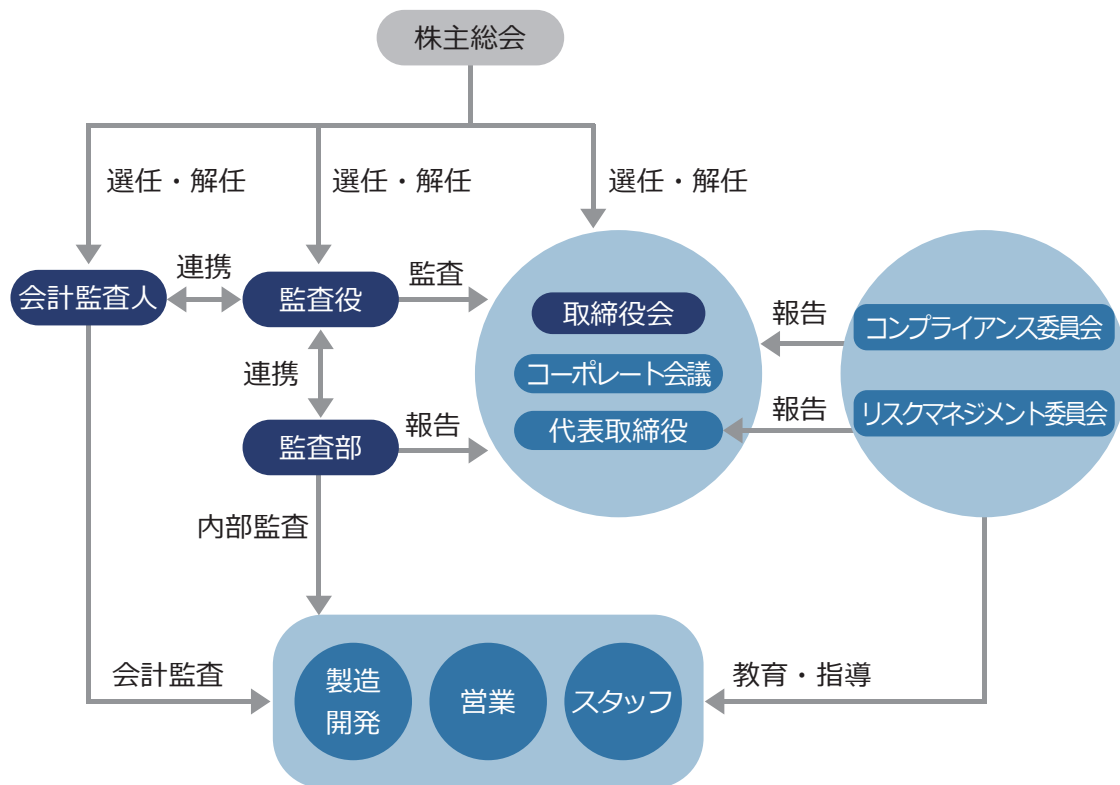 株主総会
選任・解任
選任・解任
選任・解任
会計監査人
連携
監査役
監査
取締役会
コーポレート会議
代表取締役
報告
コンプライアンス委員会
報告
リスクマネジメント委員会
連携
監査部
報告
内部監査
会計監査
製造
開発
営業
スタッフ
教育・指導